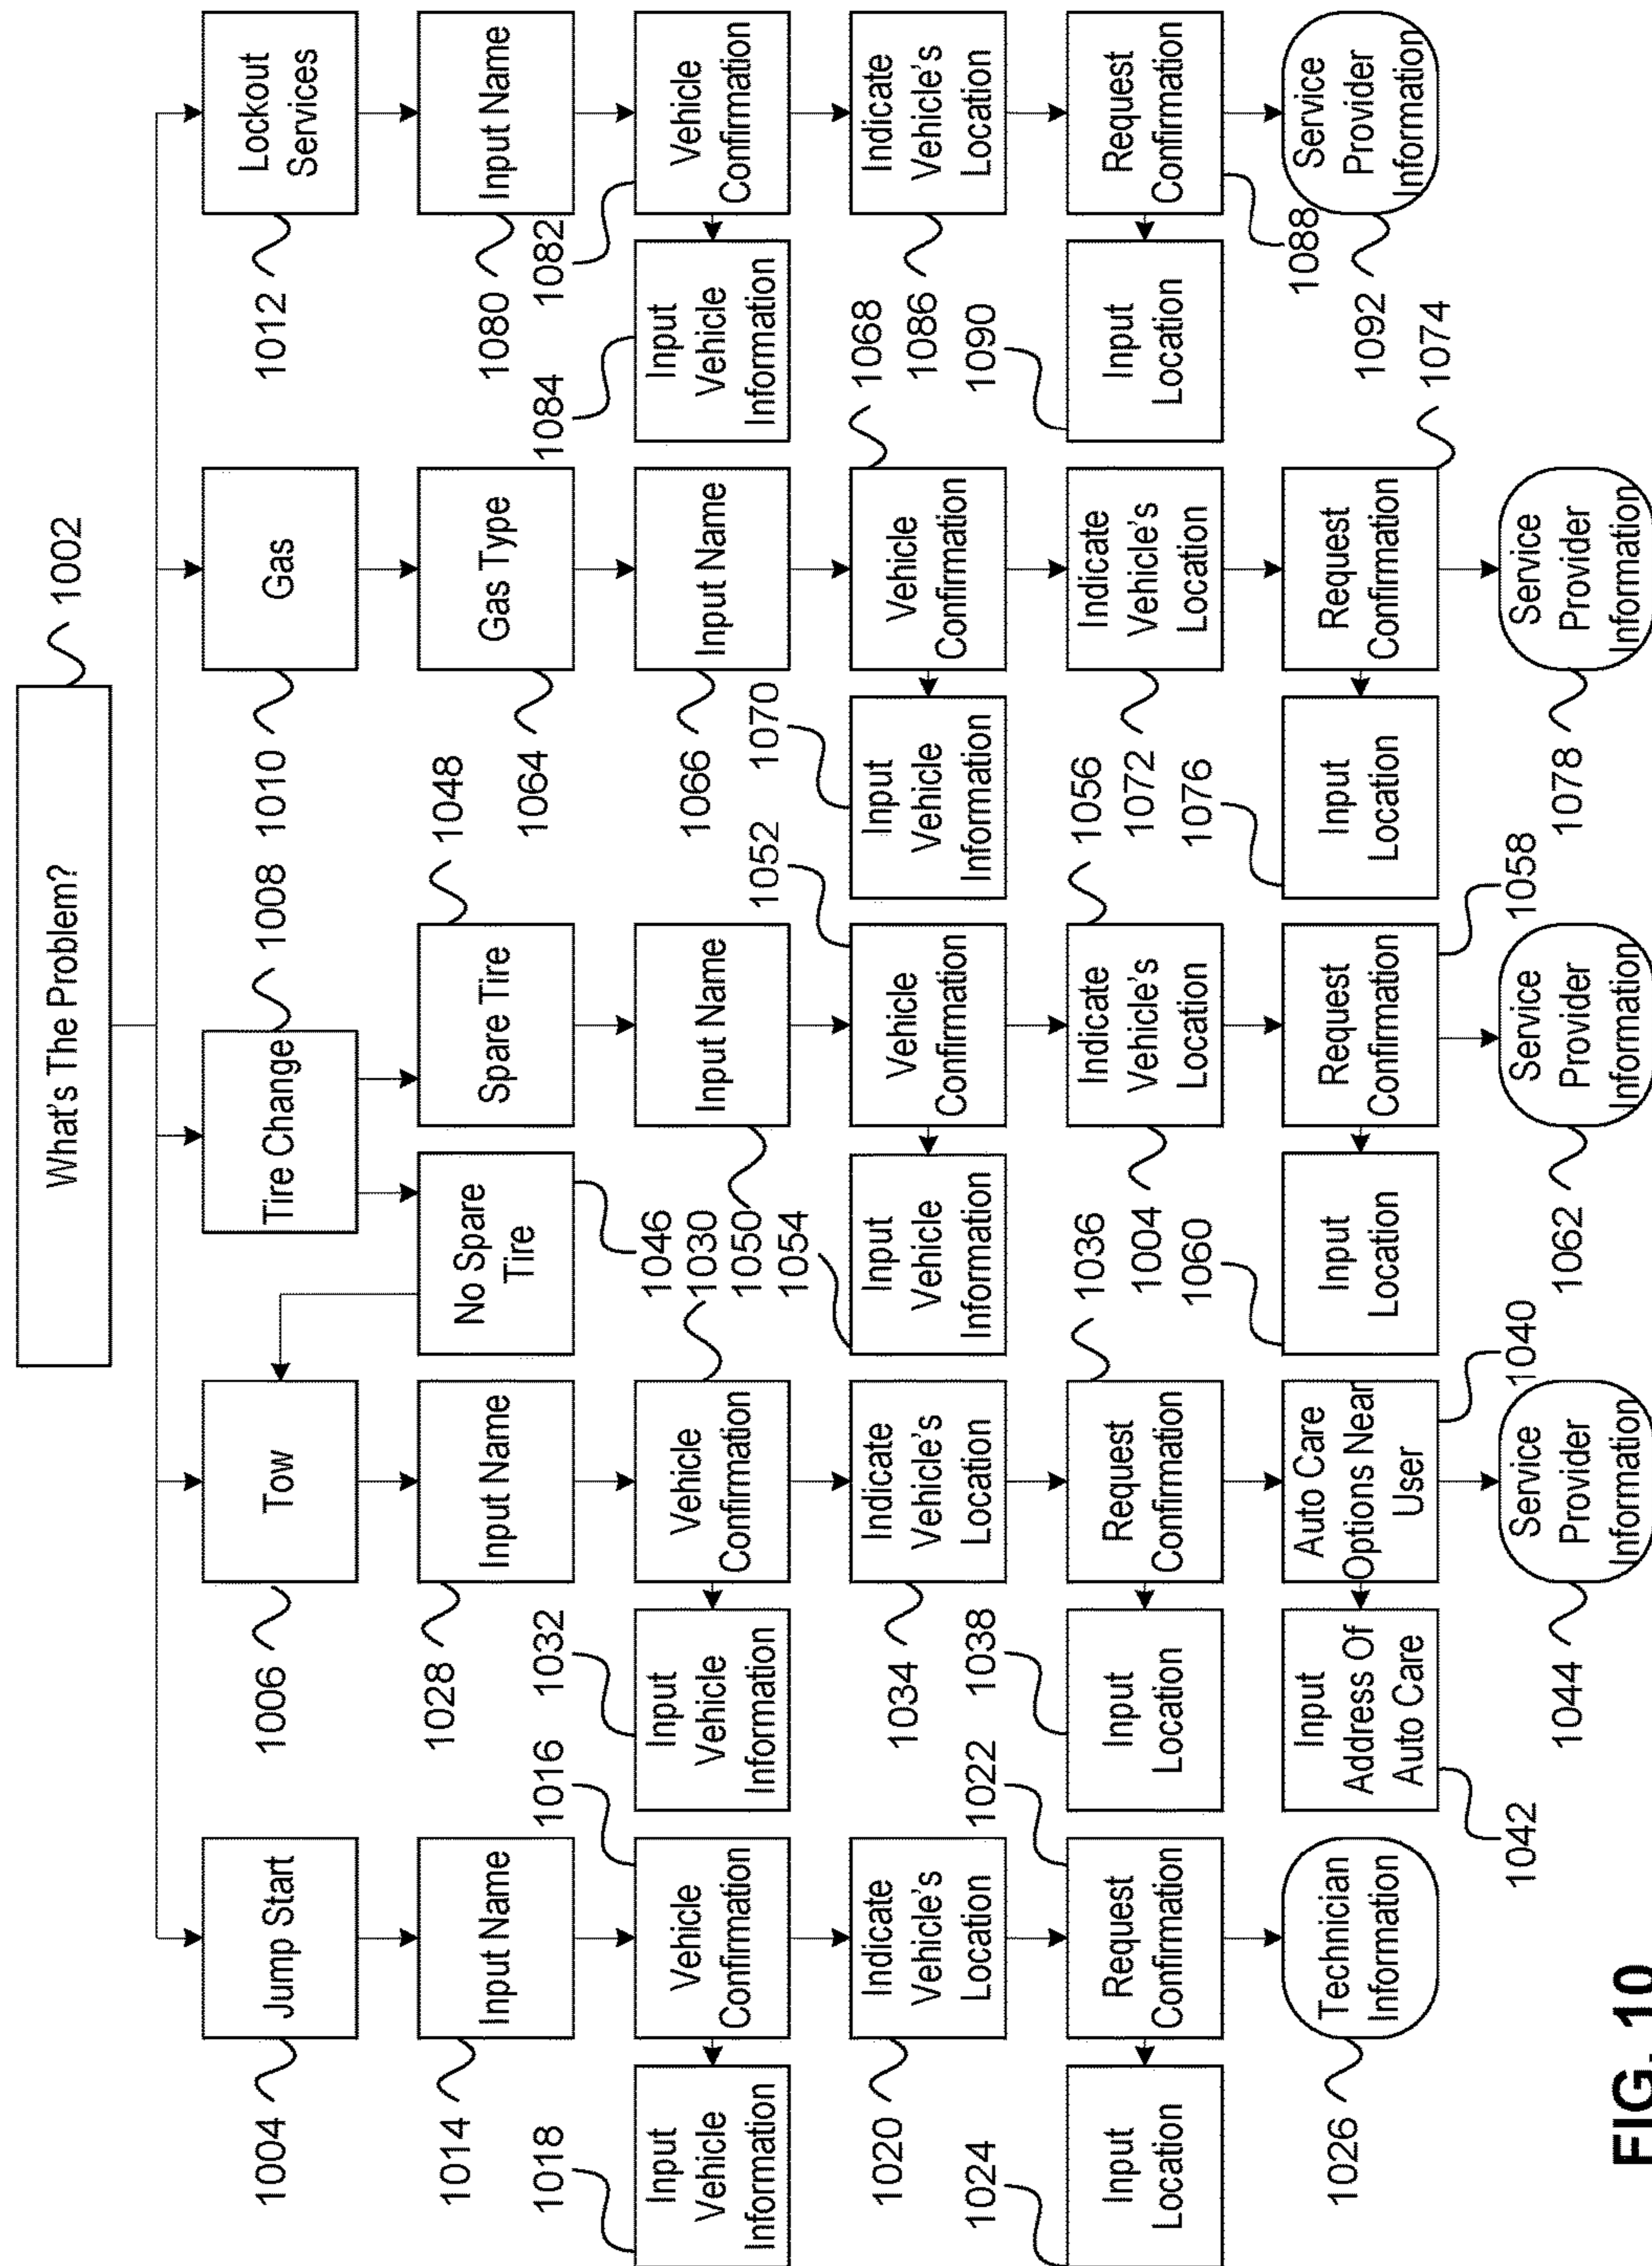 What's The Problem?
1002
1004
Jump Start
1006
Tow
Tire Change
1008
1010
Gas
1012
Lockout
Services
1014
Input Name
1028
Input Name
No Spare
Tire
Spare Tire
1048
1064
Gas Type
1080
Input Name
1018
Input
Vehicle
Information
Vehicle
Confirmation
1016
1032
Input
Vehicle
Information
Vehicle
Confirmation
1046
1030
1050
1054
Input Name
1052
1066
Input Name
1070
1084
Input
Vehicle
Information
1082
Vehicle
Confirmation
1020
Indicate
Vehicle's
Location
1034
Indicate
Vehicle's
Location
Input
Vehicle
Information
Vehicle
Confirmation
Input
Vehicle
Information
Vehicle
Confirmation
1068
1086
Indicate
Vehicle's
Location
1024
Input
Location
Request
Confirmation
1022
1038
Input
Location
Request
Confirmation
1036
1004
1060
Indicate
Vehicle's
Location
1056
1072
1076
Indicate
Vehicle's
Location
1090
Input
Location
Request
Confirmation
1088
1026
Technician
Information
1042
Input
Address Of
Auto Care
Auto Care
Options Near
User
1040
Input
Location
Request
Confirmation
1058
Input
Location
Request
Confirmation
1074
1092
Service
Provider
Information
1044
Service
Provider
Information
1062
Service
Provider
Information
1078
Service
Provider
Information
FIG. 10